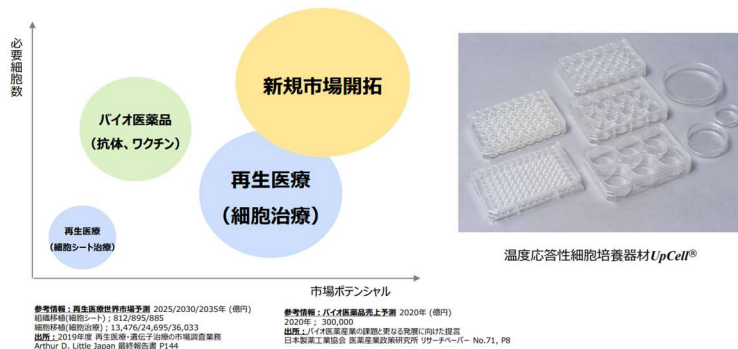 必要細胞数
新規市場開拓
バイオ医薬品
(抗体、ワクチン)
再生医療
(細胞治療)
再生医療
(細胞シート治療)
市場ポテンシャル
温度応答性細胞培養器材UpCell®
参考情報:再生医療世界市場予測 2025/2030/2035年 (億円)
組織移植(細胞シート) ; 812/895/885
細胞移植(細胞治療) ; 13,476/24,695/36,033
出所:2019年度 再生医療・遺伝子治療の市場調査業務
Arthur D. Little Japan 最終報告書 P144
参考情報:バイオ医薬品売上予測 2020年 (億円)
2020年 ; 300,000
出所:バイオ医薬産業の課題と更なる発展に向けた提言
日本製薬工業協会 医薬産業政策研究所 リサーチペーパー No.71, P8